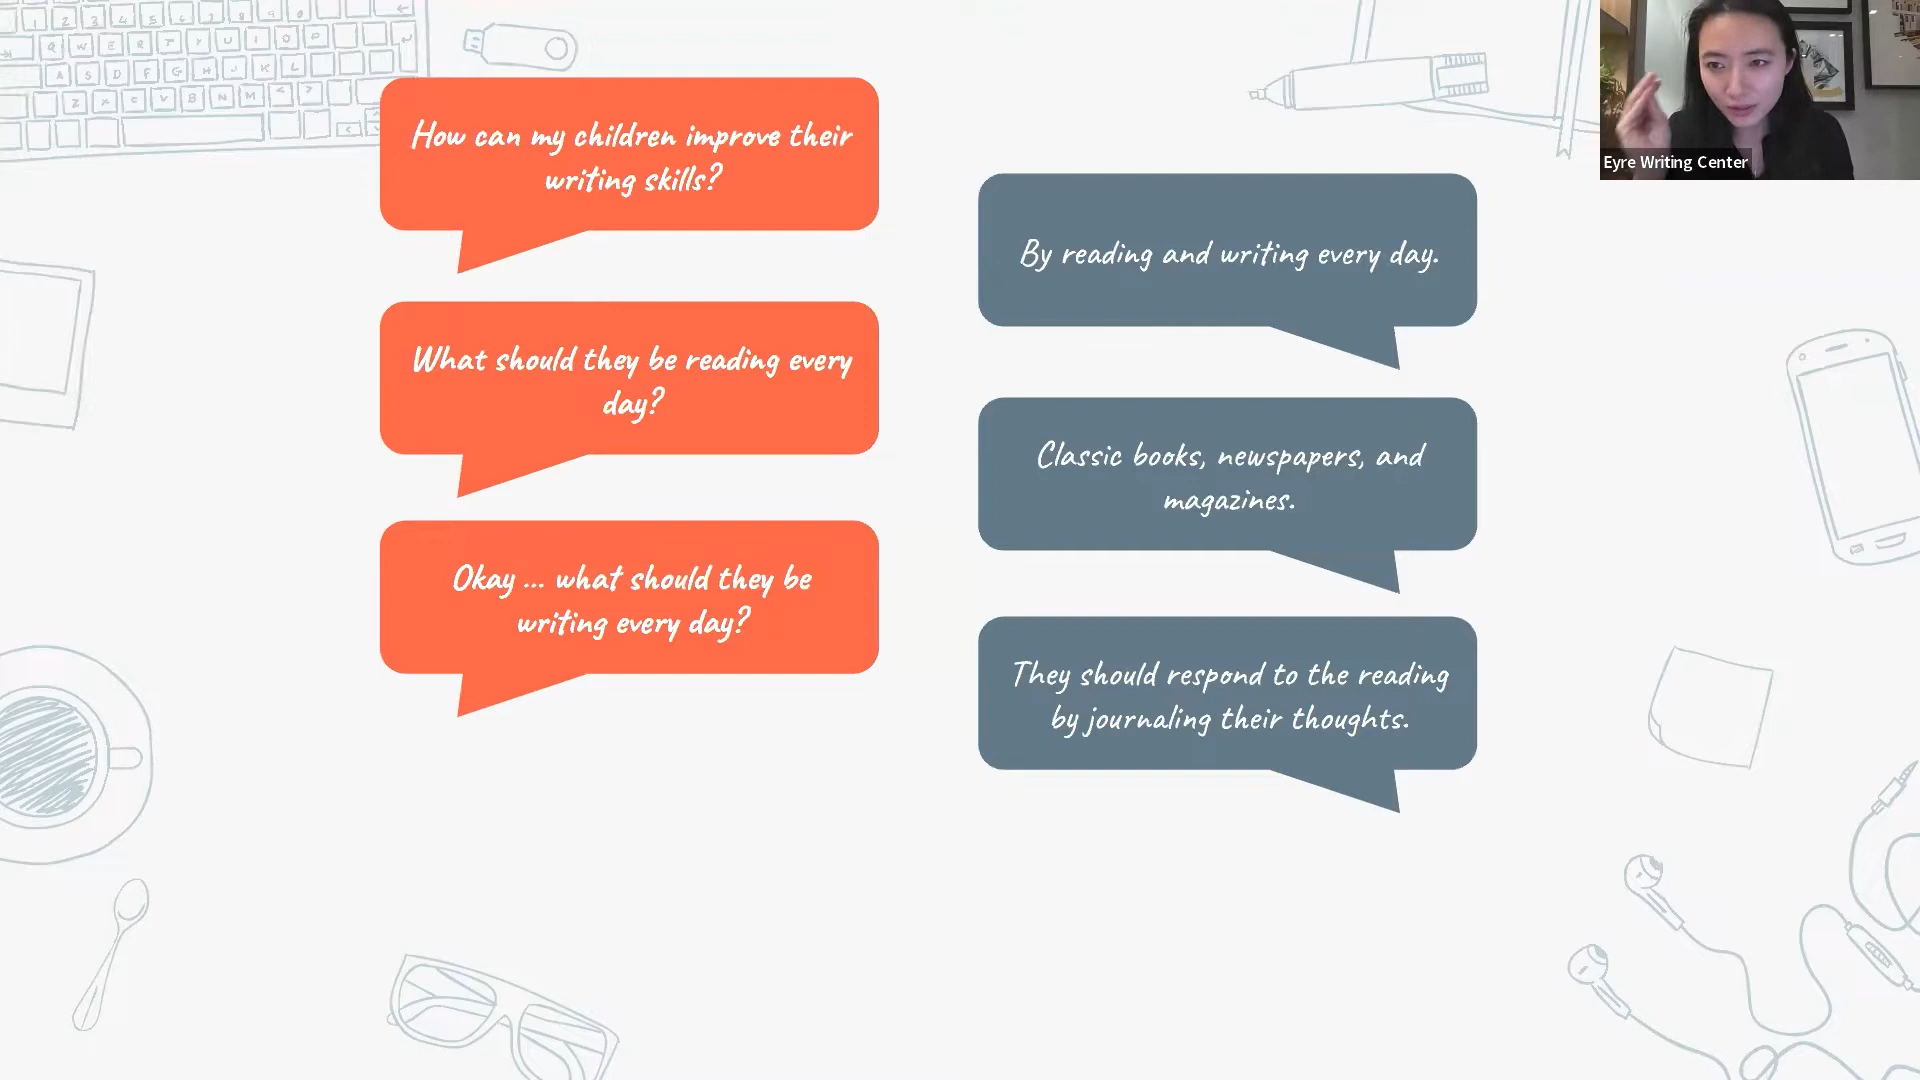 How can my children improve their
writing skills?
By reading and writing every day.
What should they be reading every
day?
Classic books, newspapers, and
magazines.
Okay ... what should they be
writing every day?
They should respond to the reading
by journaling their thoughts.
Eyre Writing Center